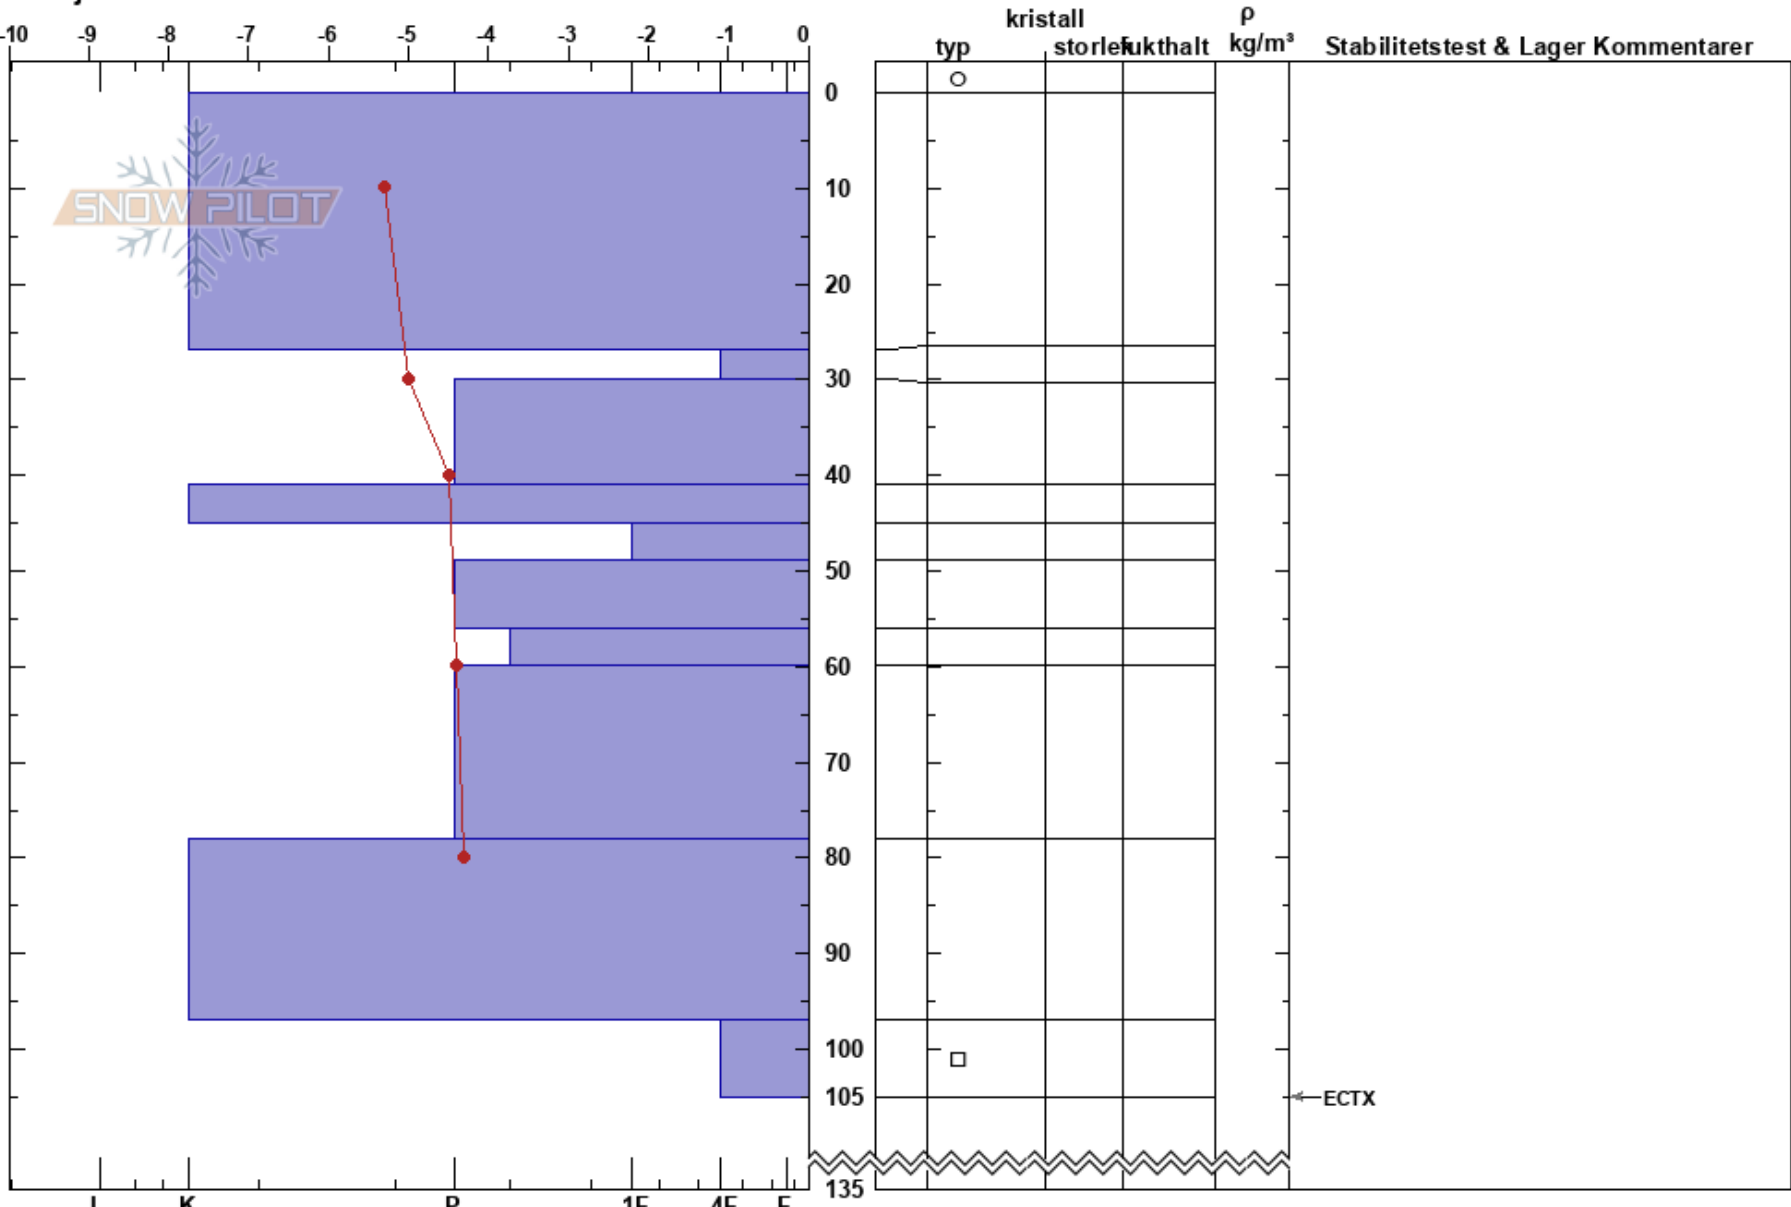 kristall ρ
-10 -9 -8 -7 -6 -5 -4 -3 -2 -1 0 typ storlek fukthalt kg/m³ Stabilitetstest & Lager Kommentarer
0
10
SNOW PILOT
20
30
40
50
60
70
80
90
100
105 ECTX
135
I K P 1F 4F F